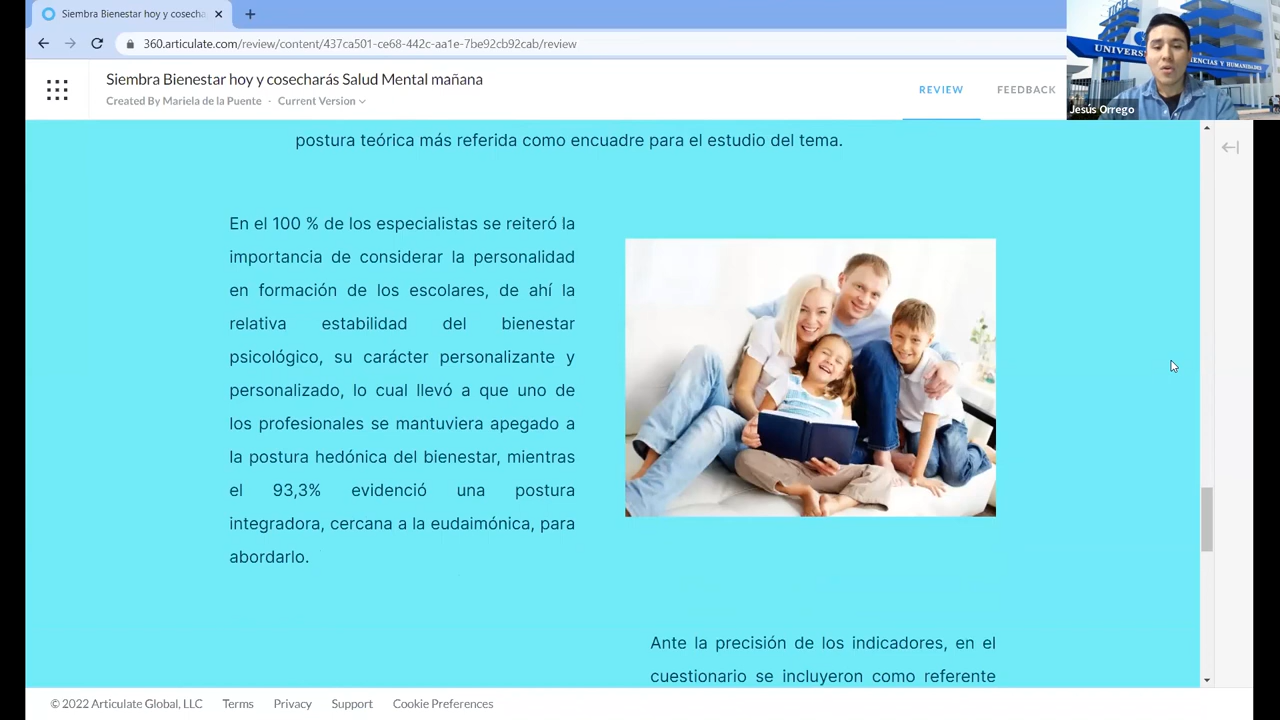 Siembra Bienestar hoy y cosecha
360.articulate.com/review/content/437ca501-ce68-442c-aa1e-7be92cb92cab/review
Siembra Bienestar hoy y cosecharás Salud Mental mañana
Created By Mariela de la Puente · Current Version
REVIEW
FEEDBACK
UCH
UNIVERS
IENCIAS Y HUMANIDADES
Jesús Orrego
postura teórica más referida como encuadre para el estudio del tema.
En el 100 % de los especialistas se reiteró la
importancia de considerar la personalidad
en formación de los escolares, de ahí la
relativa estabilidad del bienestar
psicológico, su carácter personalizante y
personalizado, lo cual llevó a que uno de
los profesionales se mantuviera apegado a
la postura hedónica del bienestar, mientras
el 93,3% evidenció una postura
integradora, cercana a la eudaimónica, para
abordarlo.
Ante la precisión de los indicadores, en el
cuestionario se incluyeron como referente
© 2022 Articulate Global, LLC
Terms
Privacy
Support
Cookie Preferences